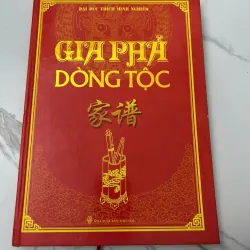 ĐẠI ĐỨC THÍCH MINH NGHIÊM
GIA PHẢ
DÒNG TỘC
家谱